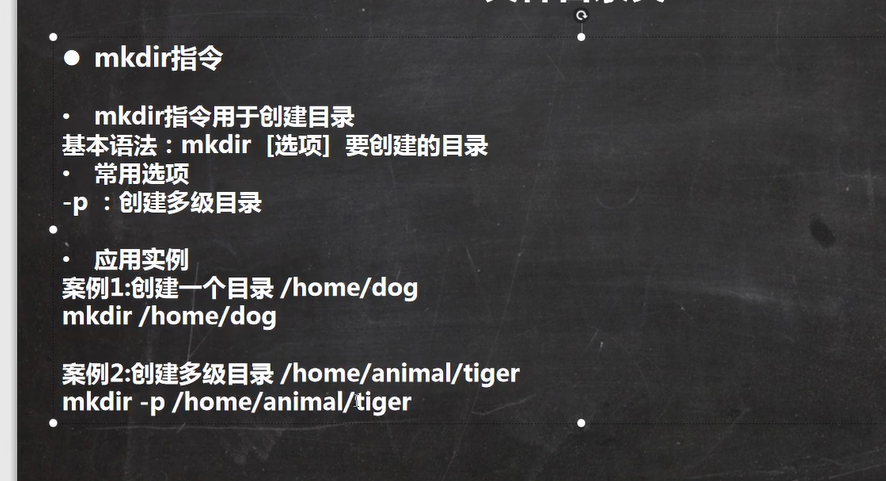 ● mkdir指令
• mkdir指令用于创建目录
基本语法：mkdir [选项] 要创建的目录
• 常用选项
-p ：创建多级目录
• 应用实例
案例1:创建一个目录 /home/dog
mkdir /home/dog
案例2:创建多级目录 /home/animal/tiger
mkdir -p /home/animal/tiger